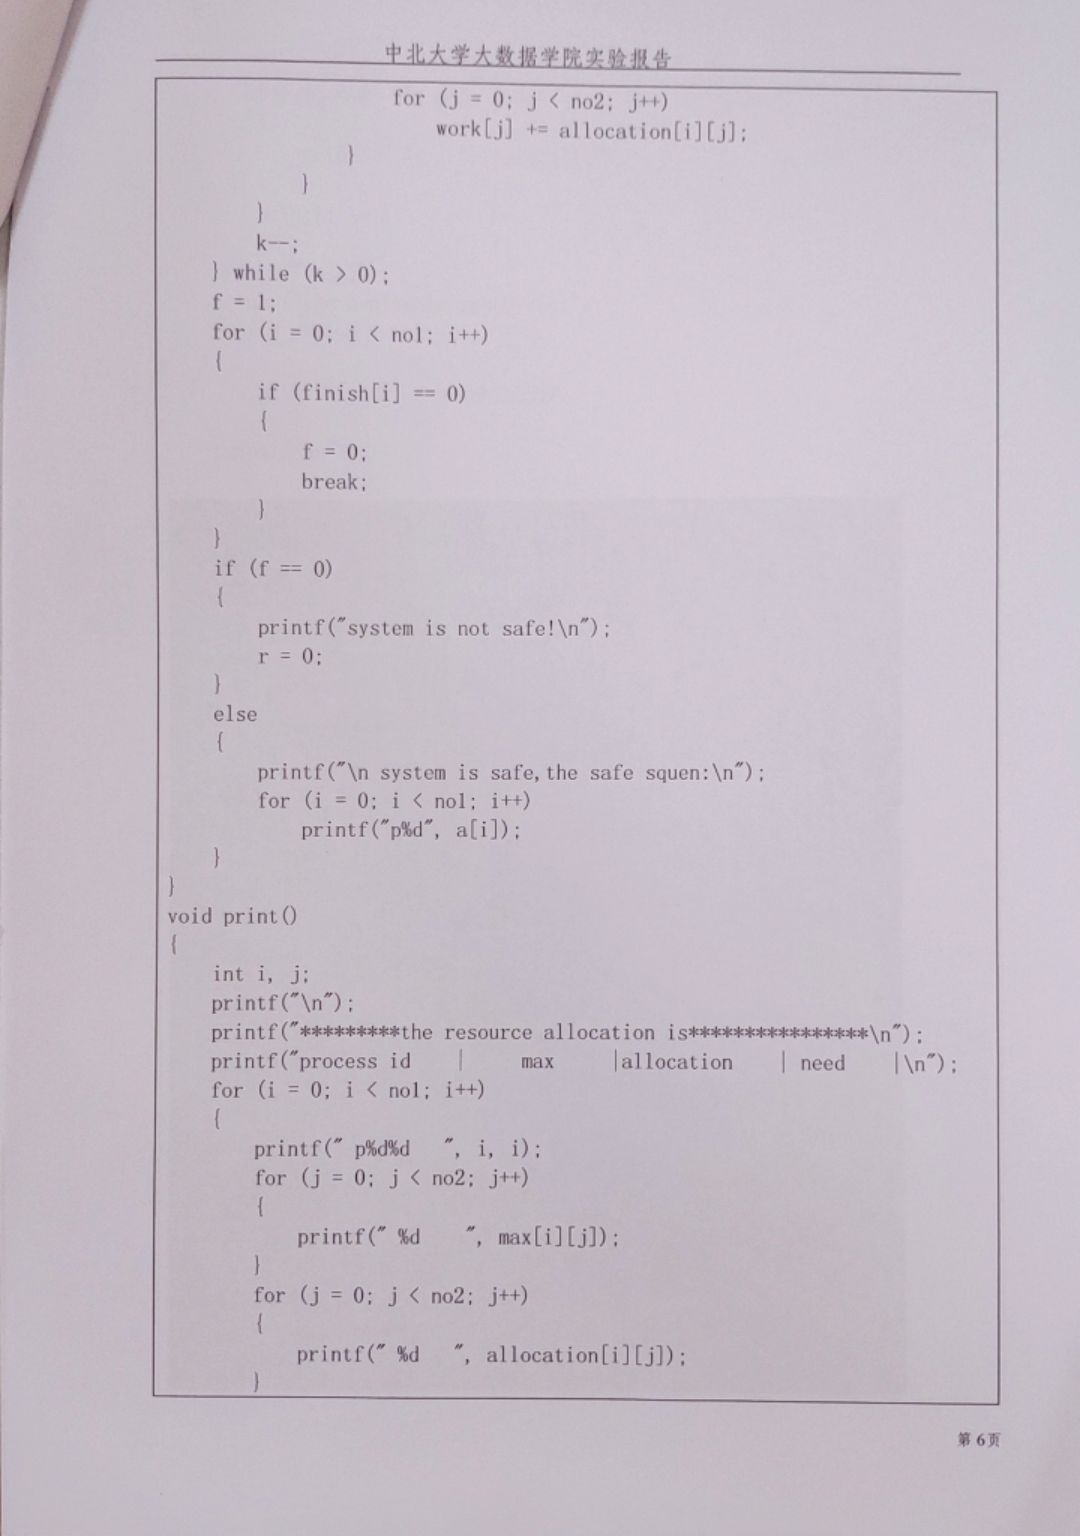 中北大学大数据学院实验报告
for (j = 0; j < no2; j++)
work[j] += allocation[i][j];
}
}
}
k--;
} while (k > 0);
f = 1;
for (i = 0; i < no1; i++)
{
if (finish[i] == 0)
{
f = 0;
break;
}
}
if (f == 0)
{
printf("system is not safe!\n");
r = 0;
}
else
{
printf("\n system is safe,the safe squen:\n");
for (i = 0; i < no1; i++)
printf("p%d", a[i]);
}
}
void print()
{
int i, j;
printf("\n");
printf("*********the resource allocation is****************\n");
printf("process id    |     max     |allocation    | need    |\n");
for (i = 0; i < no1; i++)
{
printf(" p%d%d   ", i, i);
for (j = 0; j < no2; j++)
{
printf(" %d    ", max[i][j]);
}
for (j = 0; j < no2; j++)
{
printf(" %d   ", allocation[i][j]);
}
第 6页